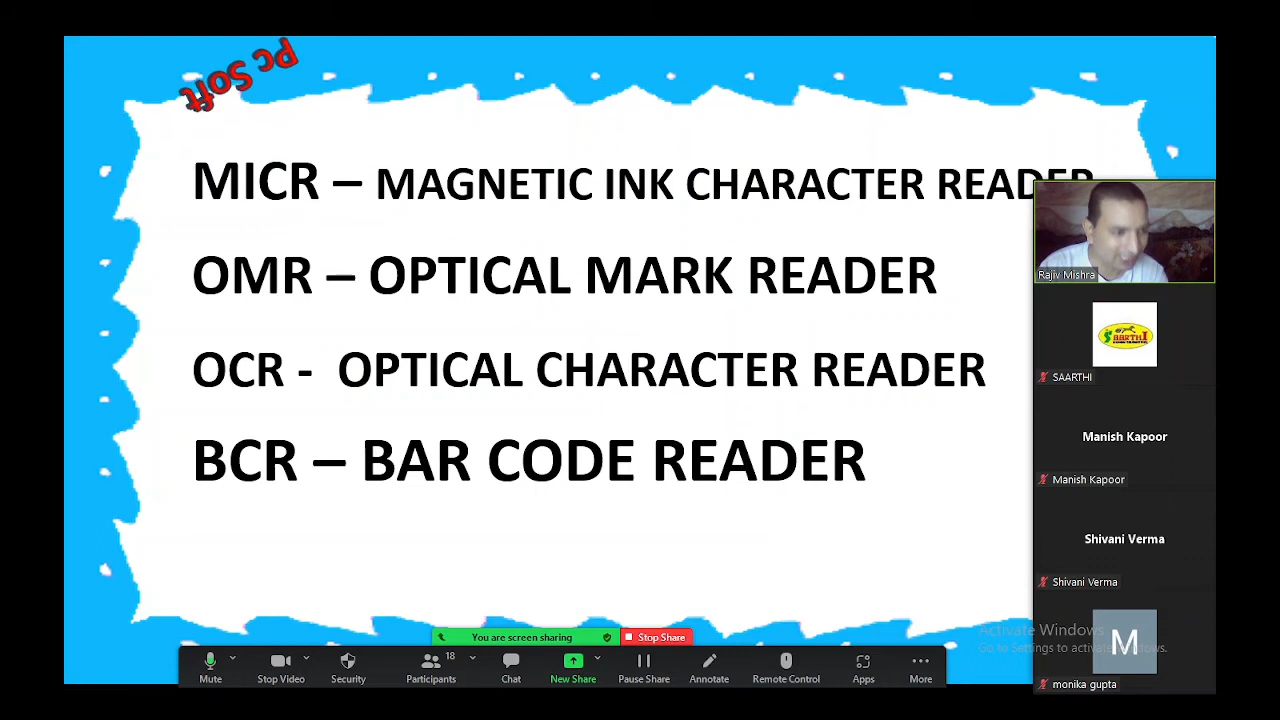 Pc Soft
MICR – MAGNETIC INK CHARACTER READER
OMR – OPTICAL MARK READER
OCR - OPTICAL CHARACTER READER
BCR – BAR CODE READER
Rajiv Mishra
SAARTHI
SAARTHI
Manish Kapoor
Manish Kapoor
Shivani Verma
Shivani Verma
M
monika gupta
Activate Windows
Go to Settings to activate Windows.
You are screen sharing
Stop Share
Mute
Stop Video
Security
18
Participants
Chat
New Share
Pause Share
Annotate
Remote Control
Apps
More